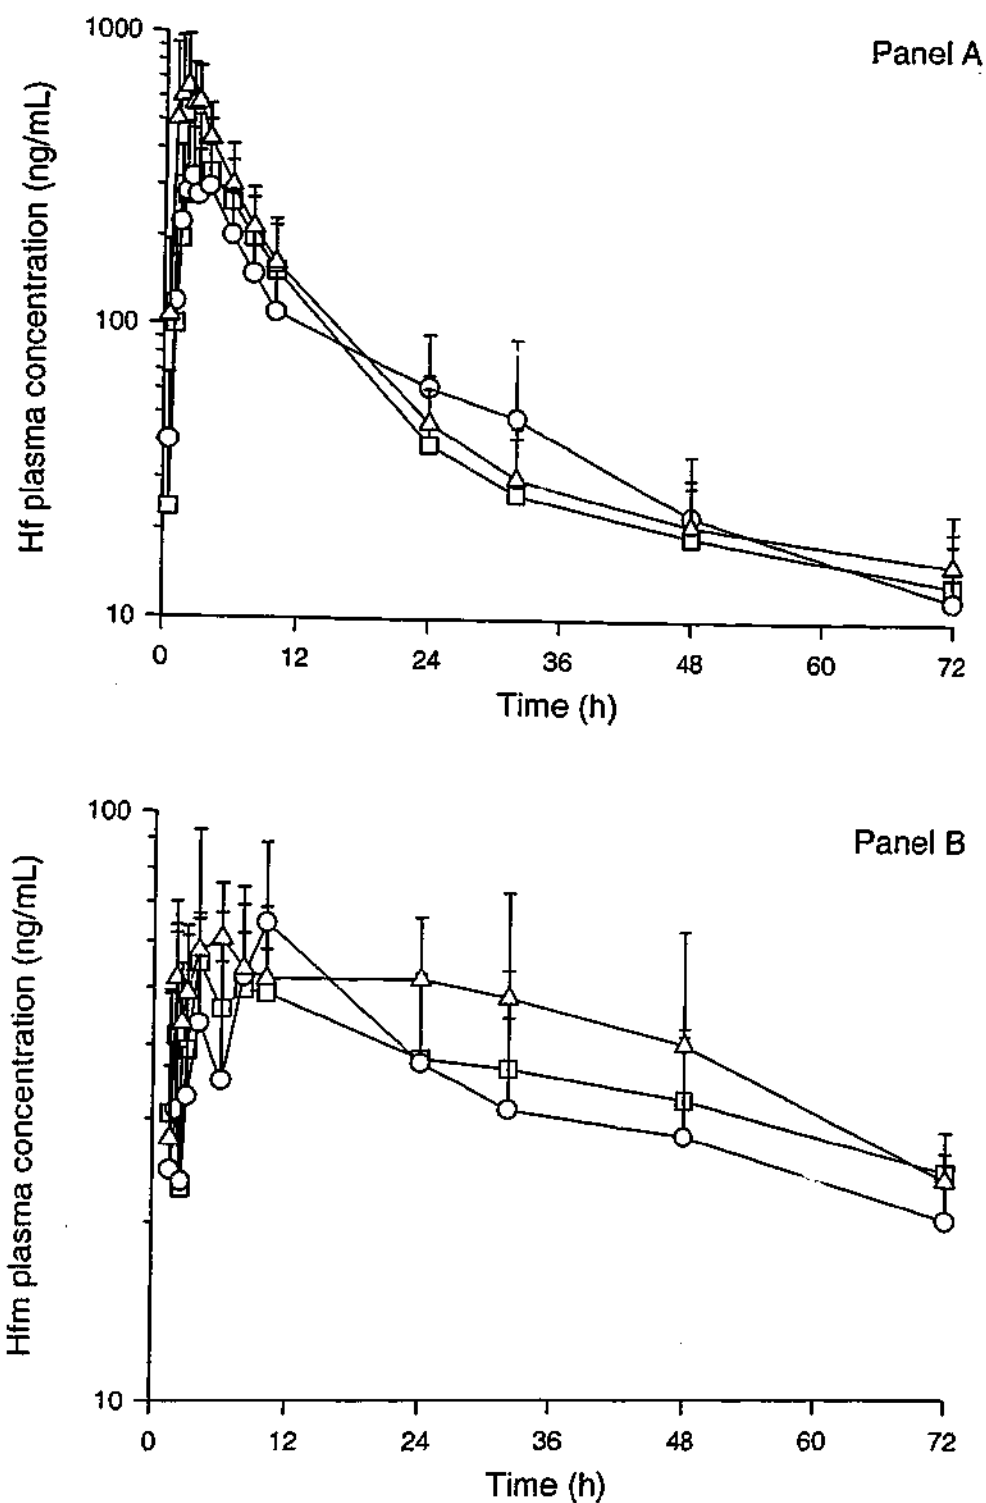 1000
Panel A
Hf plasma concentration (ng/mL)
100
10
0 12 24 36 48 60 72
Time (h)
100
Panel B
Hfm plasma concentration (ng/mL)
10
0 12 24 36 48 60 72
Time (h)